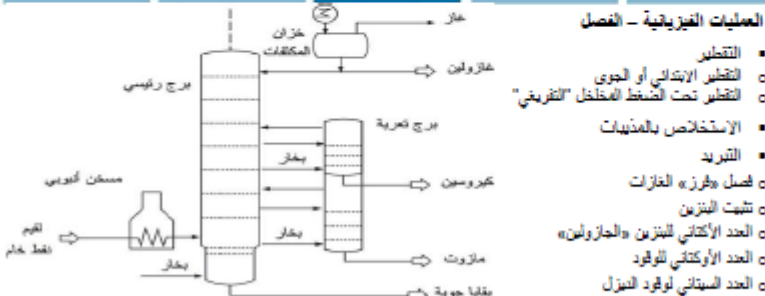 العمليات الفيزيائية – الفصل
▪ التقطير
o التقطير الابتدائي أو الجوي
o التقطير تحت الضغط المخلخل "التفريغي"
▪ الاستخلاص بالمذيبات
▪ التبريد
o فصل «فرز» الغازات
o تثبيت البنزين
o العدد الأكتاني للبنزين «الجازولين»
o العدد الأوكتاني للوقود
o العدد السيتاني لوقود الديزل
M
غاز
خزان
المكثفات
غازولين
برج رئيسي
برج تعرية
بخار
كيروسين
مسخن أنبوبي
لقيم
نفط خام
بخار
مازوت
بخار
بقايا جوية